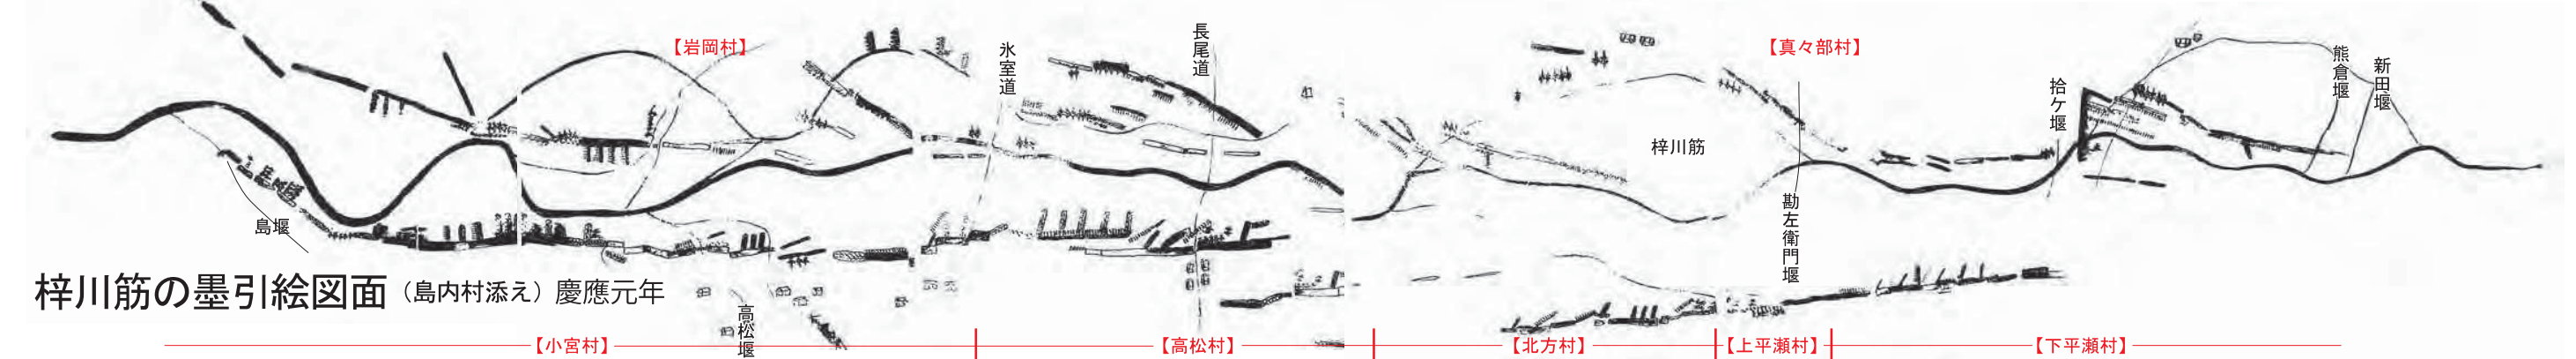 【岩岡村】
氷室道
長尾道
【真々部村】
拾ケ堰
熊倉堰
新田堰
梓川筋
島堰
勘左衛門堰
梓川筋の墨引絵図面（島内村添え）慶應元年
高松堰
【小宮村】
【高松村】
【北方村】
【上平瀬村】
【下平瀬村】